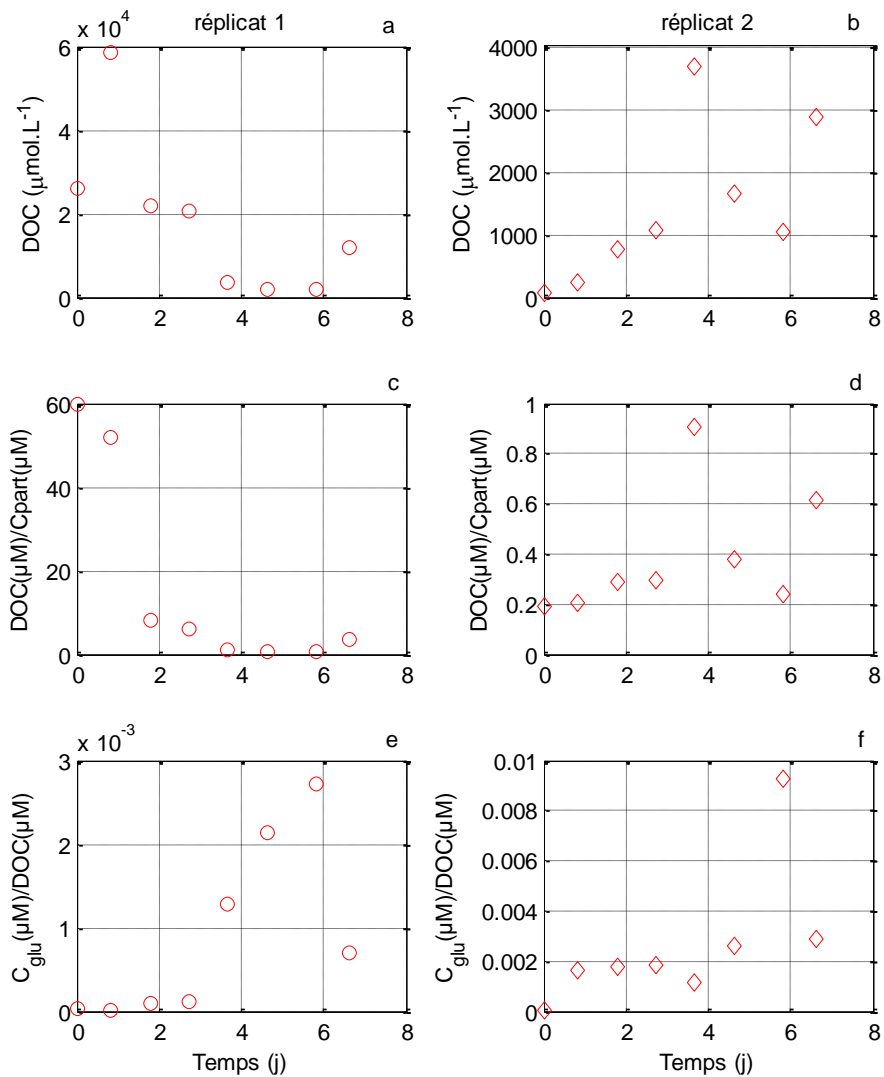 réplicat 1
a
x 10^4
DOC (μmol.L^-1)
6
4
2
0
0 2 4 6 8
réplicat 2
b
DOC (μmol.L^-1)
4000
3000
2000
1000
0
0 2 4 6 8
c
DOC(µM)/Cpart(µM)
60
40
20
0
0 2 4 6 8
d
DOC(µM)/Cpart(µM)
1
0.8
0.6
0.4
0.2
0
0 2 4 6 8
x 10^-3
e
C_glu(µM)/DOC(µM)
3
2
1
0
0 2 4 6 8
Temps (j)
f
C_glu(µM)/DOC(µM)
0.01
0.008
0.006
0.004
0.002
0
0 2 4 6 8
Temps (j)